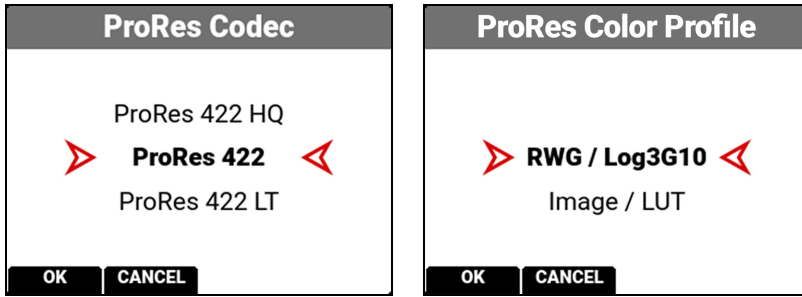 ProRes Codec
ProRes 422 HQ
ProRes 422
ProRes 422 LT
OK CANCEL
ProRes Color Profile
RWG / Log3G10
Image / LUT
OK CANCEL